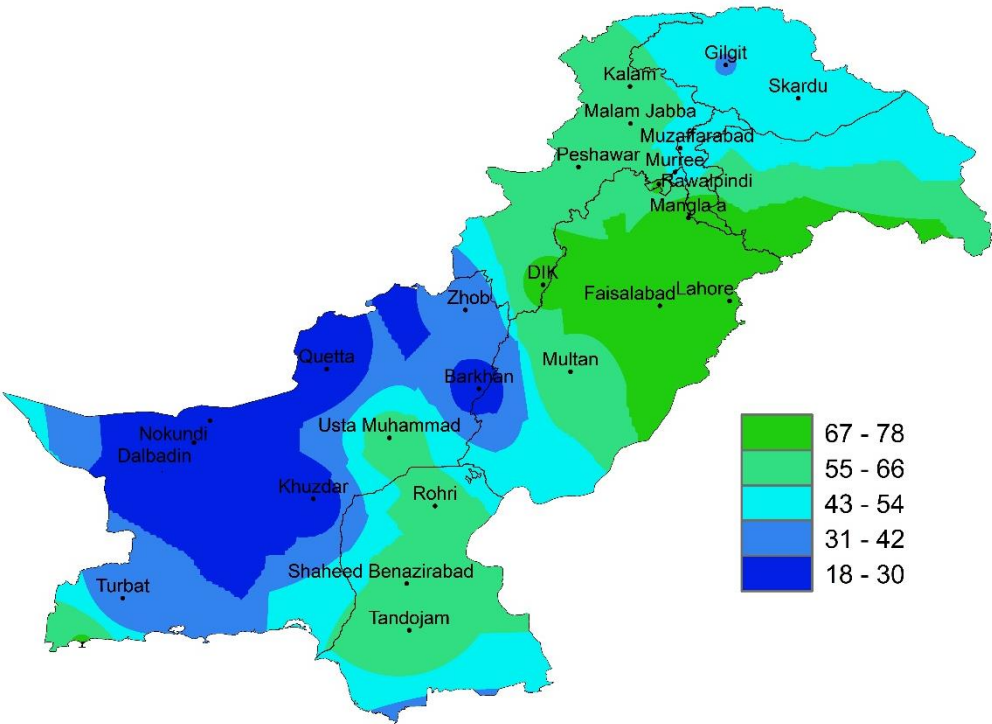 Gilgit
Kalam
Skardu
Malam Jabba
Muzaffarabad
Peshawar
Murree
Rawalpindi
Mangla a
DIK
Zhob
Faisalabad
Lahore
Quetta
Multan
Barkhan
Usta Muhammad
Nokundi
Dalbadin
Khuzdar
Rohri
Shaheed Benazirabad
Turbat
Tandojam
67 - 78
55 - 66
43 - 54
31 - 42
18 - 30